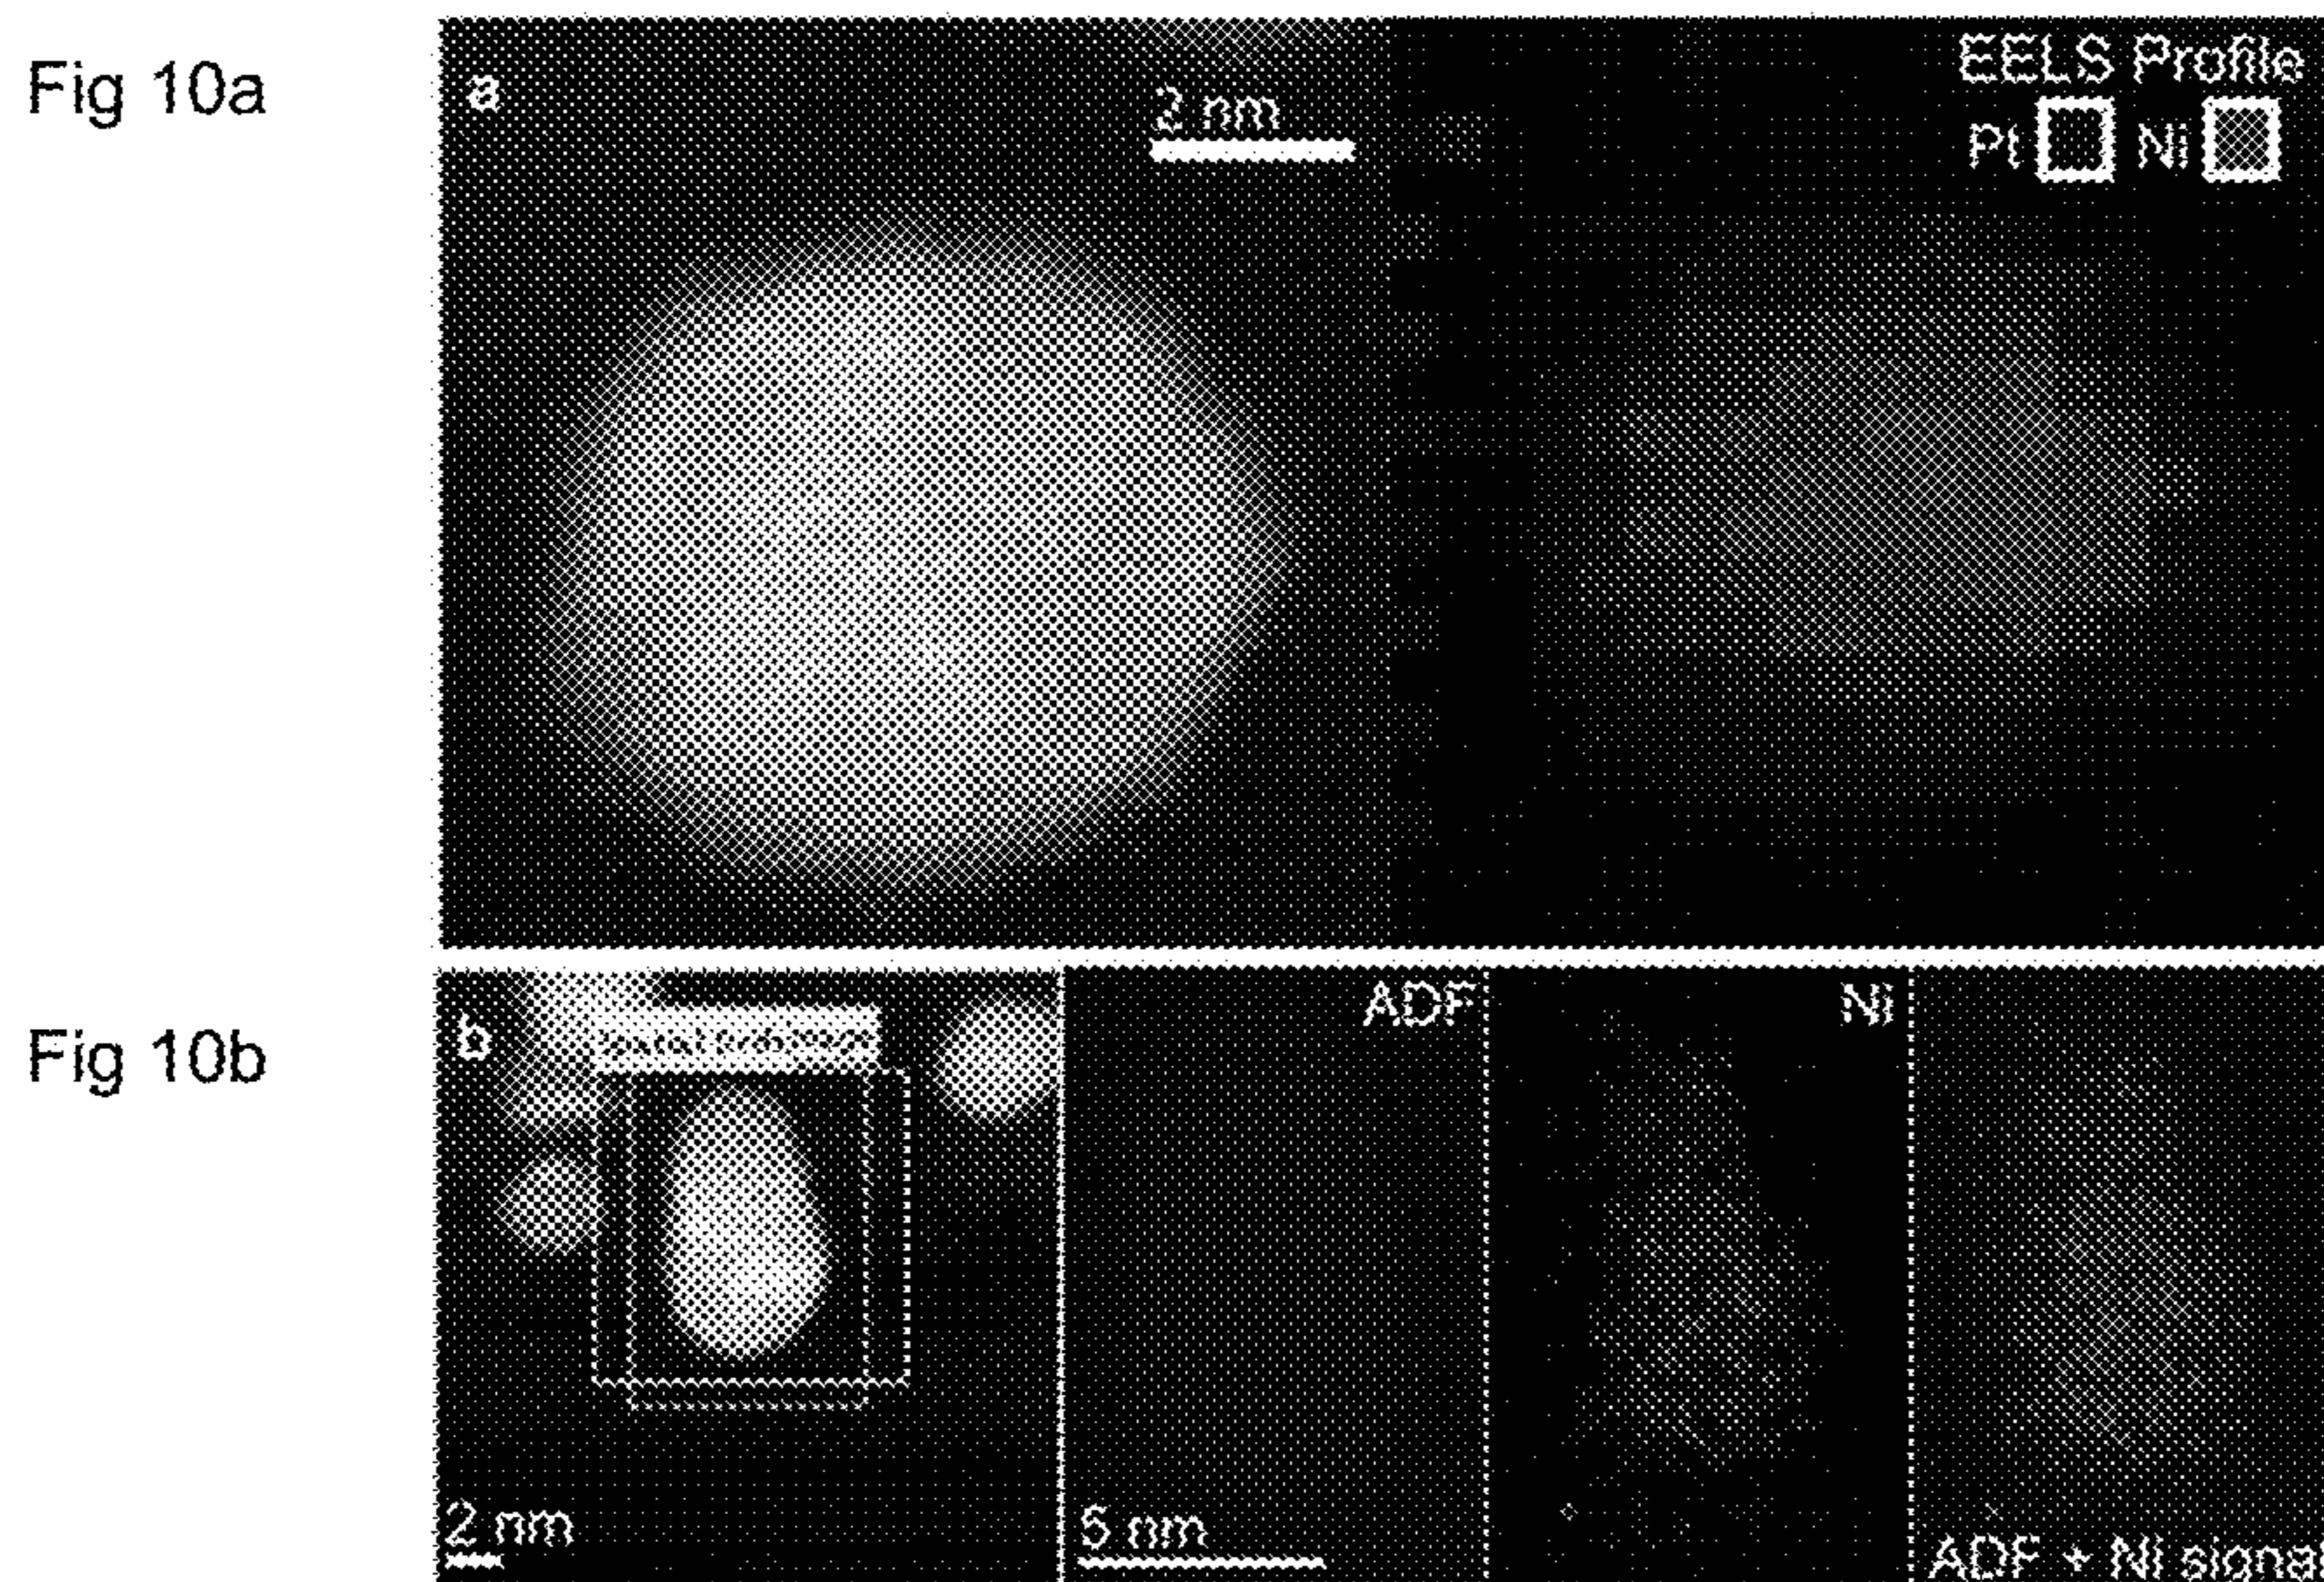 Fig 10a
a
2 nm
EELS Profile
Pt Ni
Fig 10b
b
ADF
Ni
2 nm
5 nm
ADF + Ni signal